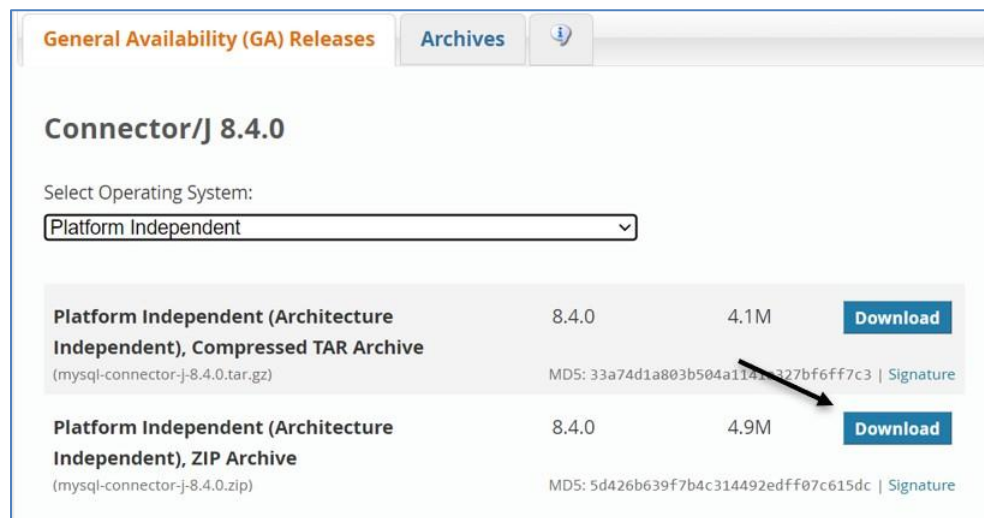 General Availability (GA) Releases Archives
Connector/J 8.4.0
Select Operating System:
Platform Independent
Platform Independent (Architecture 8.4.0 4.1M Download
Independent), Compressed TAR Archive
(mysql-connector-j-8.4.0.tar.gz) MD5: 33a74d1a803b504a1141a327bf6ff7c3 | Signature
Platform Independent (Architecture 8.4.0 4.9M Download
Independent), ZIP Archive
(mysql-connector-j-8.4.0.zip) MD5: 5d426b639f7b4c314492edff07c615dc | Signature